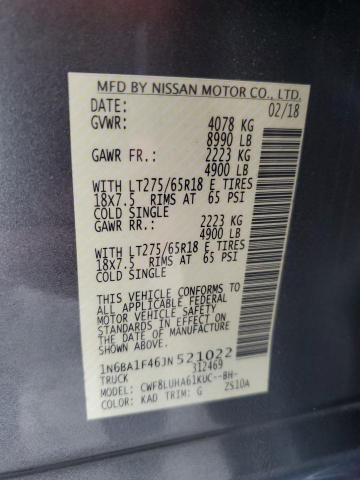 MFD BY NISSAN MOTOR CO., LTD.
DATE: 02/18
GVWR: 4078 KG
8990 LB
GAWR FR.: 2223 KG
4900 LB
WITH LT275/65R18 E TIRES
18X7.5 RIMS AT 65 PSI
COLD SINGLE
GAWR RR.: 2223 KG
4900 LB
WITH LT275/65R18 E TIRES
18X7.5 RIMS AT 65 PSI
COLD SINGLE
THIS VEHICLE CONFORMS TO
ALL APPLICABLE FEDERAL
MOTOR VEHICLE SAFETY
STANDARDS IN EFFECT ON THE
DATE OF MANUFACTURE
SHOWN ABOVE.
1N6BA1F46JN521022
TRUCK 312469
MODEL: CWF8LUHA61KUC--BH-
COLOR: KAD TRIM: G ZS10A